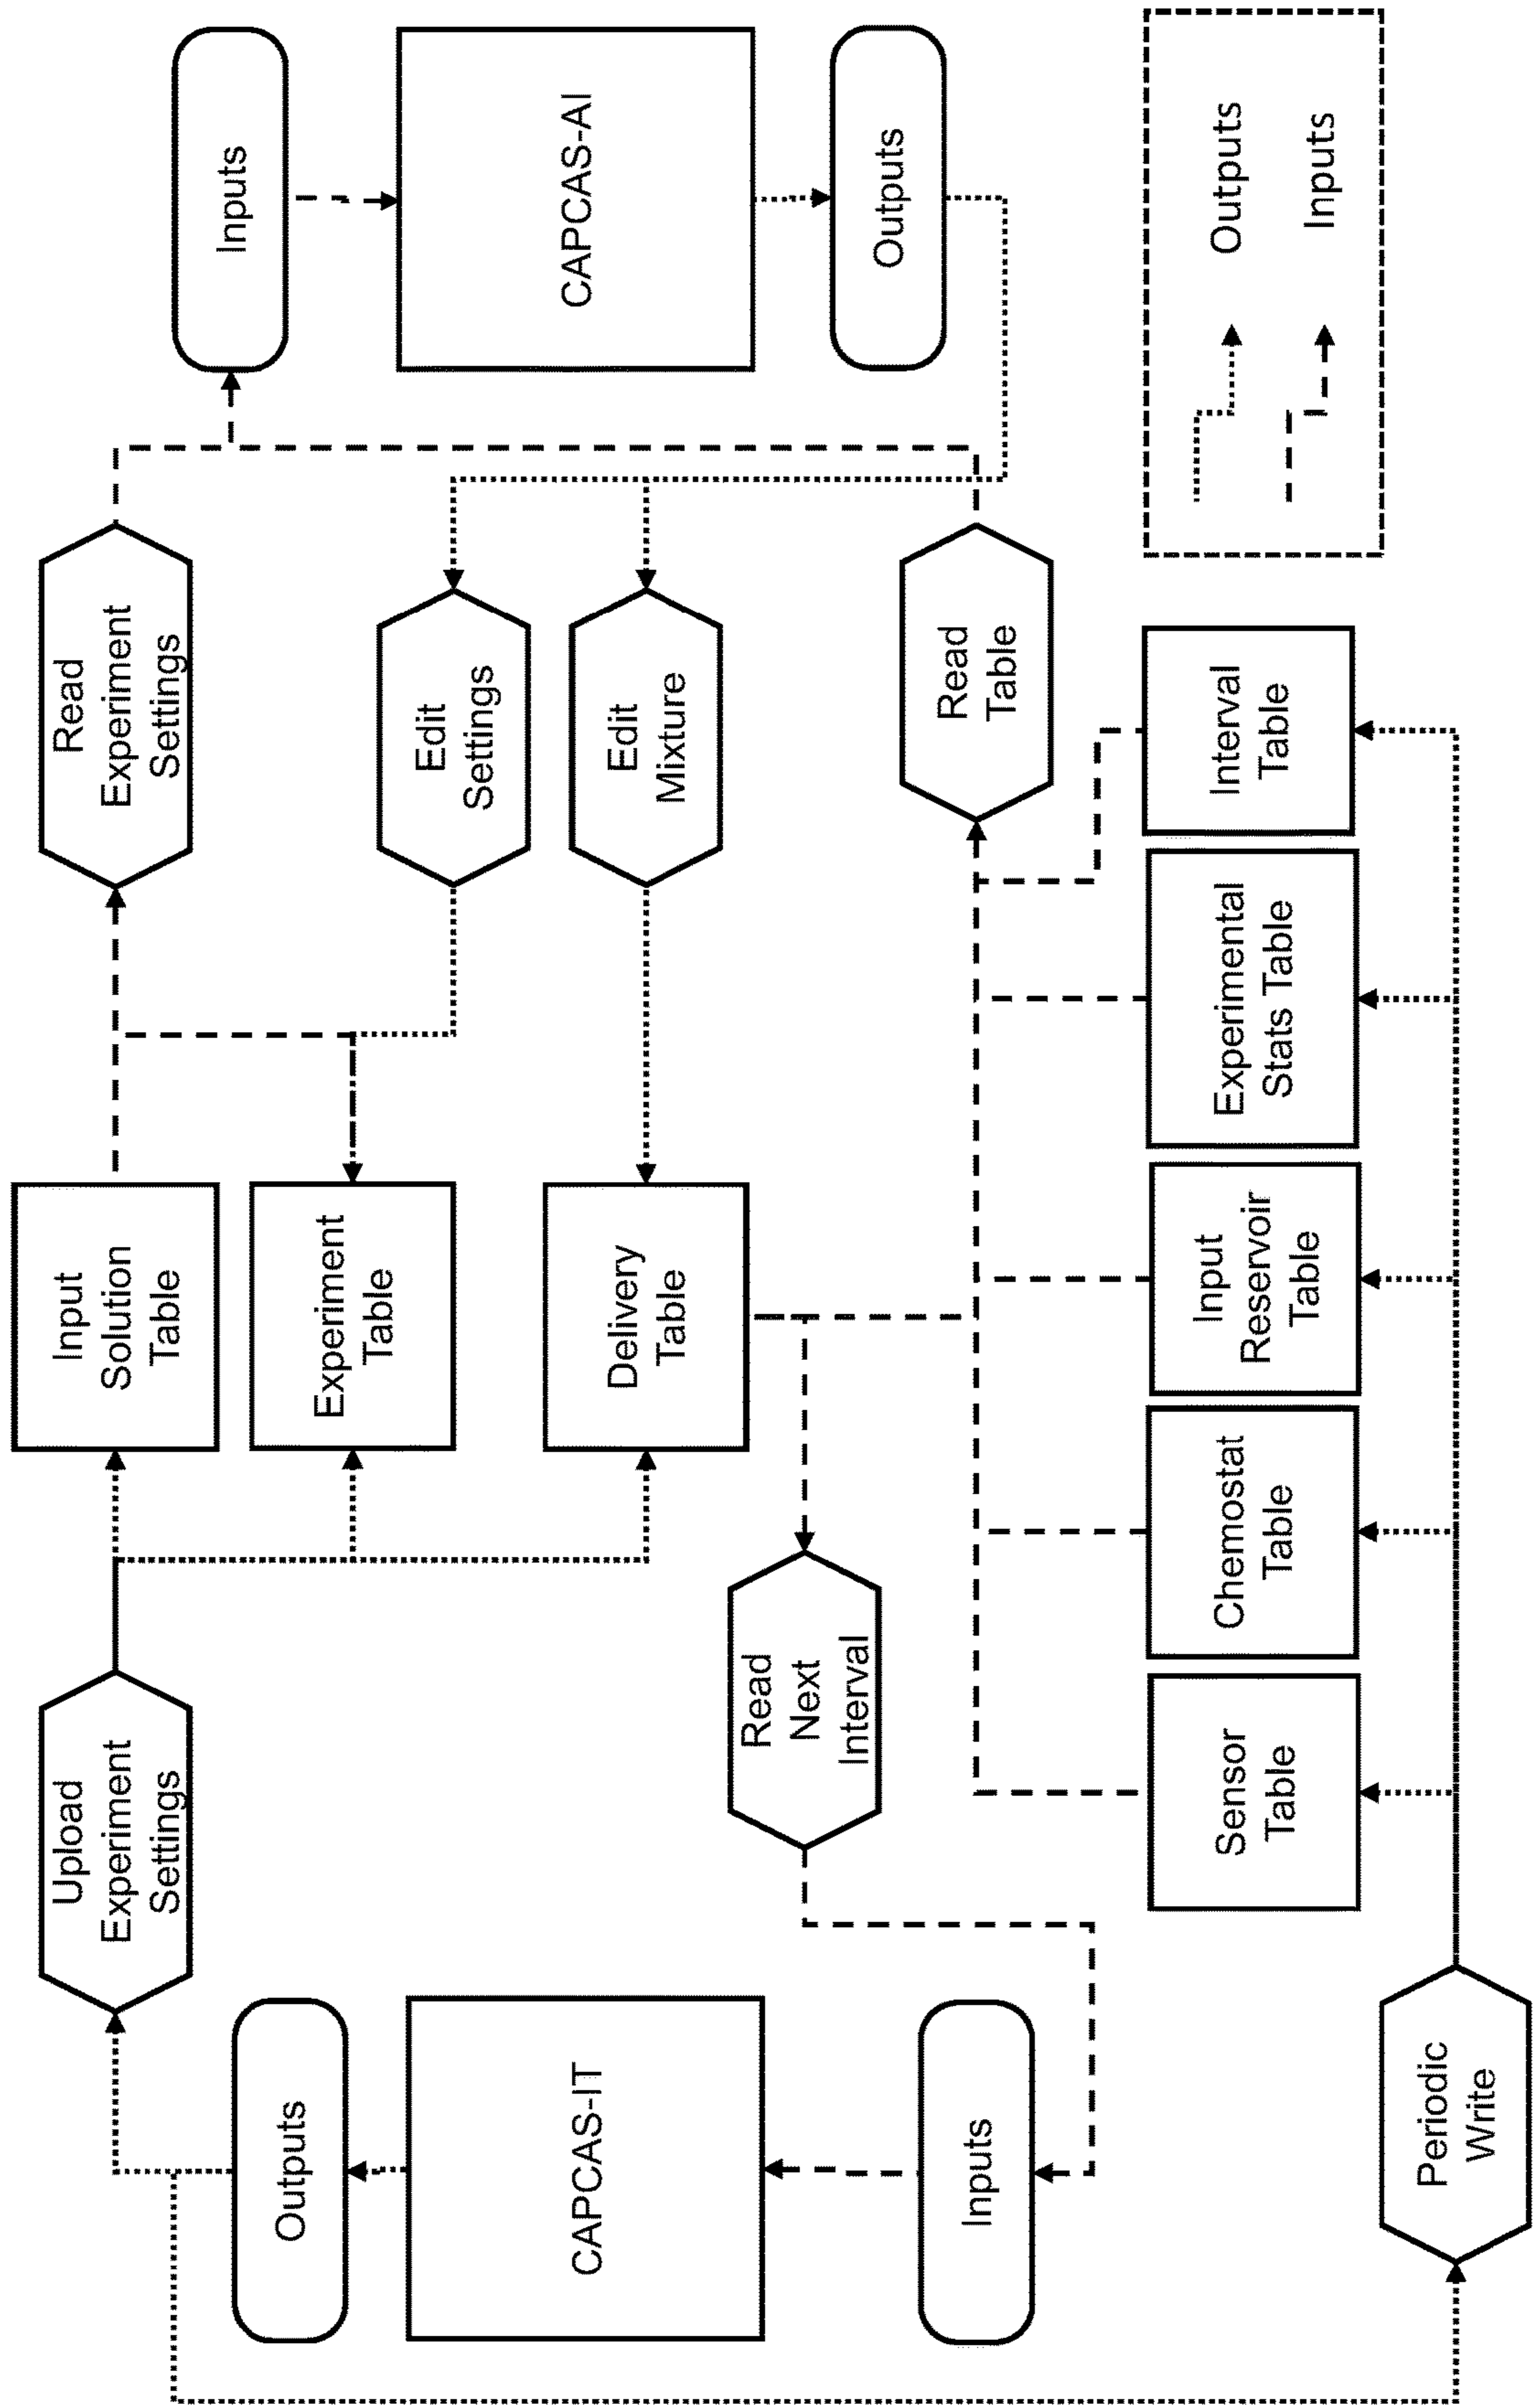 Upload
Experiment
Settings
Input
Solution
Table
Read
Experiment
Settings
Inputs
Outputs
Experiment
Table
Edit
Settings
CAPCAS-IT
Delivery
Table
Edit
Mixture
CAPCAS-AI
Read
Next
Interval
Inputs
Read
Table
Outputs
Sensor
Table
Chemostat
Table
Input
Reservoir
Table
Experimental
Stats Table
Interval
Table
Outputs
Inputs
Periodic
Write